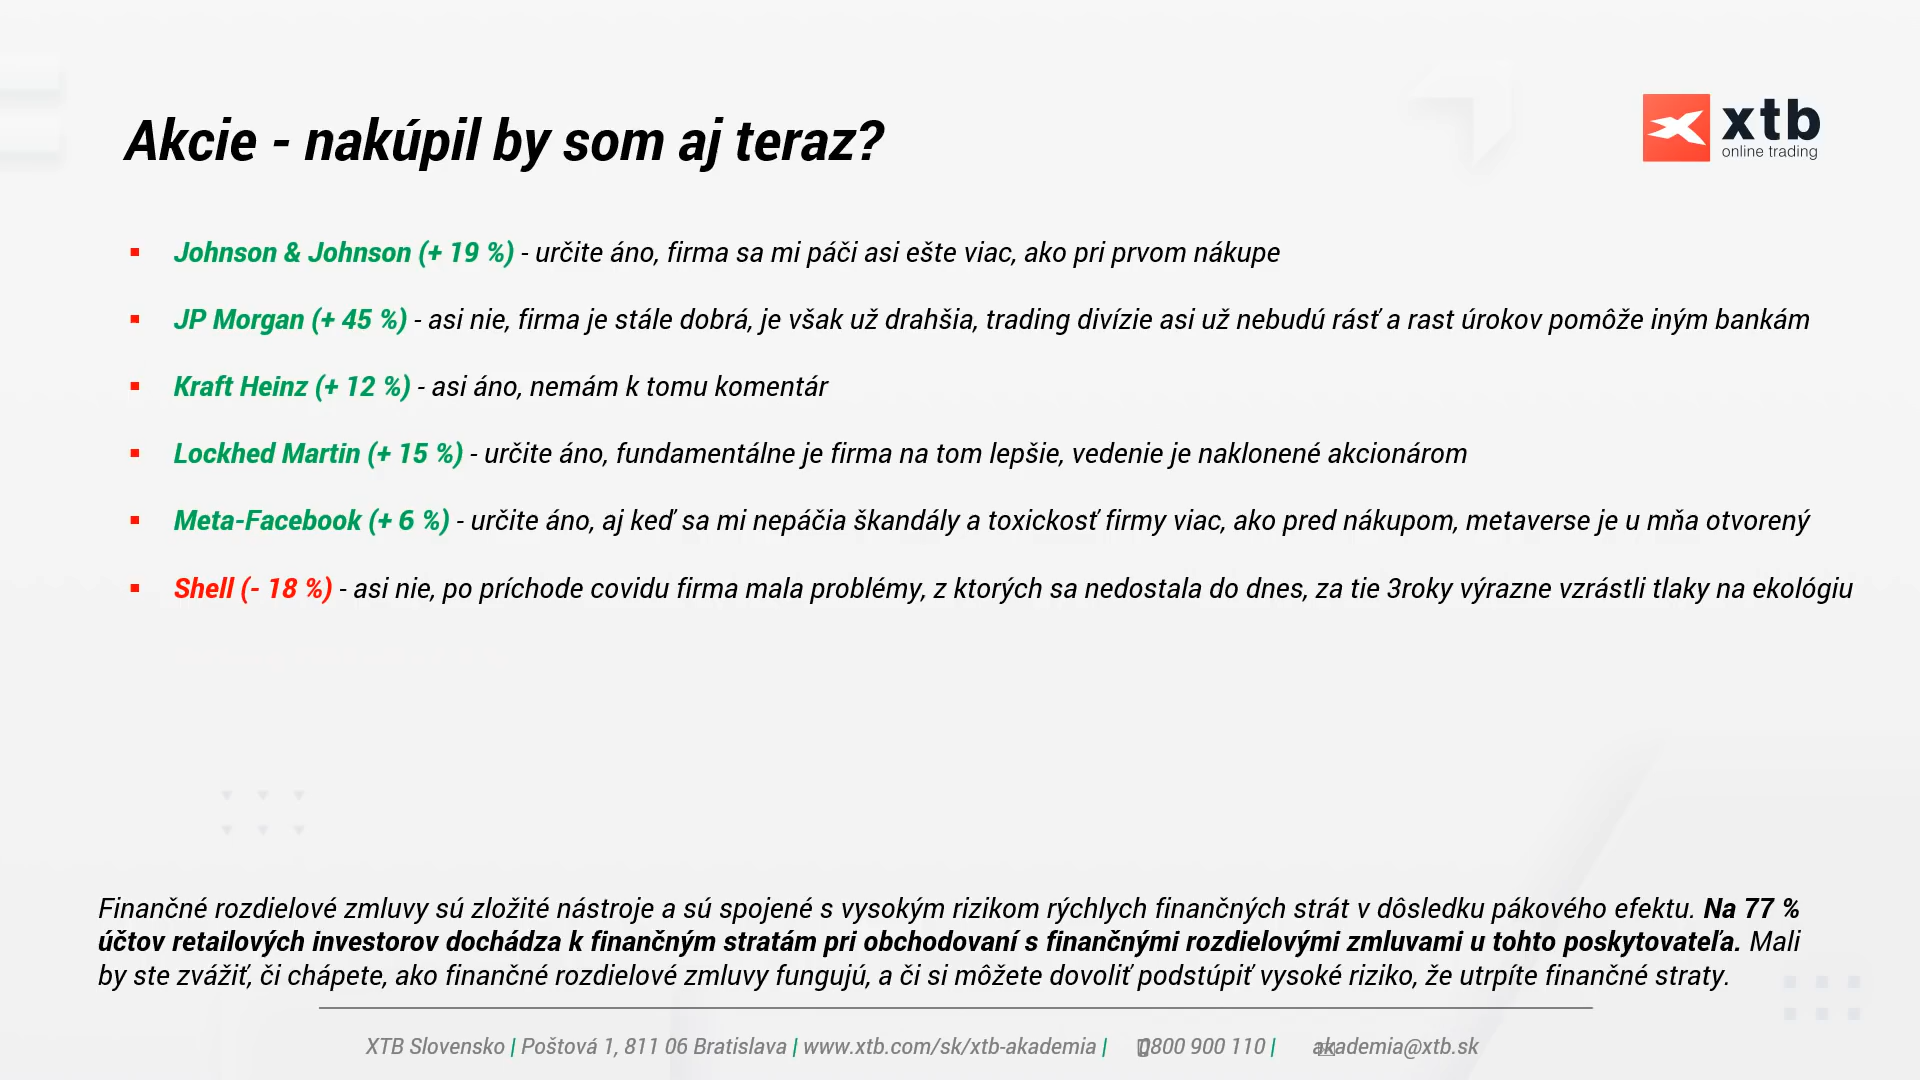 Akcie - nakúpil by som aj teraz?
xtb
online trading
Johnson & Johnson (+ 19 %) - určite áno, firma sa mi páči asi ešte viac, ako pri prvom nákupe
JP Morgan (+ 45 %) - asi nie, firma je stále dobrá, je však už drahšia, trading divízie asi už nebudú rásť a rast úrokov pomôže iným bankám
Kraft Heinz (+ 12 %) - asi áno, nemám k tomu komentár
Lockhed Martin (+ 15 %) - určite áno, fundamentálne je firma na tom lepšie, vedenie je naklonené akcionárom
Meta-Facebook (+ 6 %) - určite áno, aj keď sa mi nepáčia škandály a toxickosť firmy viac, ako pred nákupom, metaverse je u mňa otvorený
Shell (- 18 %) - asi nie, po príchode covidu firma mala problémy, z ktorých sa nedostala do dnes, za tie 3roky výrazne vzrástli tlaky na ekológiu
Finančné rozdielové zmluvy sú zložité nástroje a sú spojené s vysokým rizikom rýchlych finančných strát v dôsledku pákového efektu. Na 77 %
účtov retailových investorov dochádza k finančným stratám pri obchodovaní s finančnými rozdielovými zmluvami u tohto poskytovateľa. Mali
by ste zvážiť, či chápete, ako finančné rozdielové zmluvy fungujú, a či si môžete dovoliť podstúpiť vysoké riziko, že utrpíte finančné straty.
XTB Slovensko | Poštová 1, 811 06 Bratislava | www.xtb.com/sk/xtb-akademia | 0800 900 110 | akademia@xtb.sk